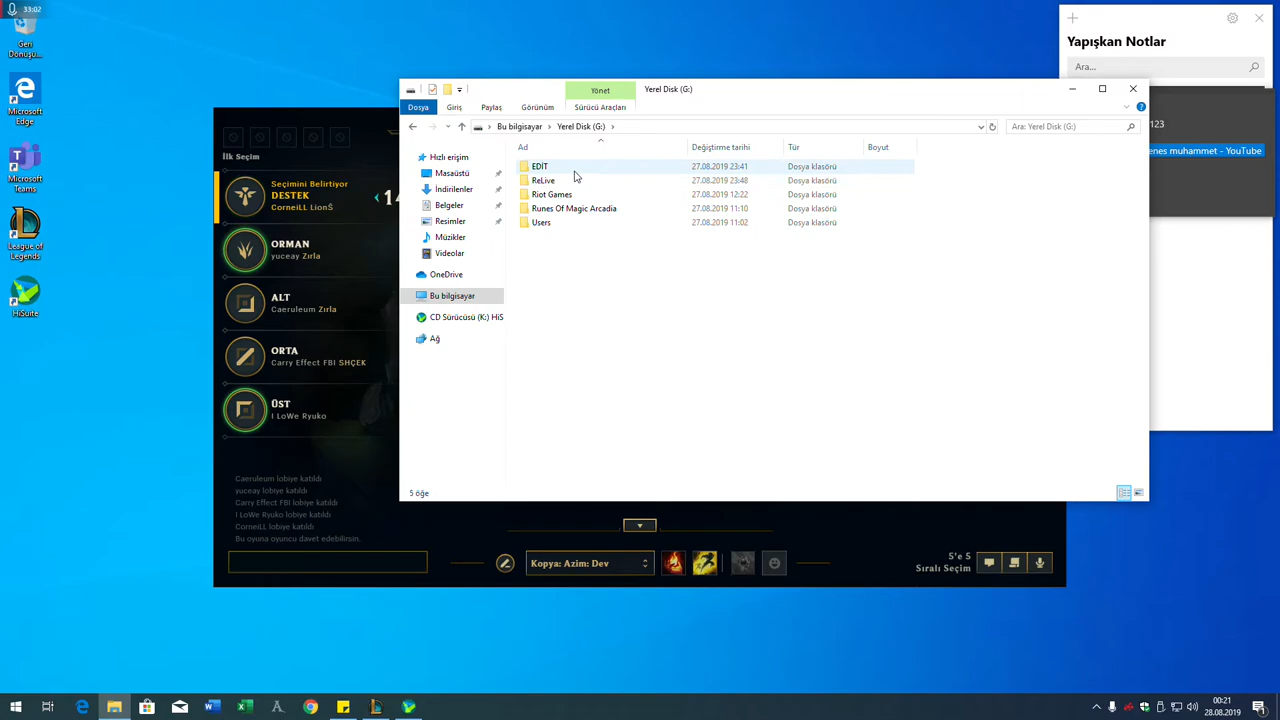 33:02
Geri
Dönüşü...
Microsoft
Edge
Microsoft
Teams
League of
Legends
HiSuite
İlk Seçim
Seçimini Belirtiyor
DESTEK
CorneiLL LionŠ
ORMAN
yuceay Zırla
ALT
Caeruleum Zırla
ORTA
Carry Effect FBI SHÇEK
ÜST
I LoWe Ryuko
Caeruleum lobiye katıldı
yuceay lobiye katıldı
Carry Effect FBI lobiye katıldı
I LoWe Ryuko lobiye katıldı
CorneiLL lobiye katıldı
Bu oyuna oyuncu davet edebilirsin.
Kopya: Azim: Dev
5'e 5
Sıralı Seçim
Yönet
Yerel Disk (G:)
Dosya
Giriş
Paylaş
Görünüm
Sürücü Araçları
Bu bilgisayar
Yerel Disk (G:)
Ara: Yerel Disk (G:)
Hızlı erişim
Masaüstü
İndirilenler
Belgeler
Resimler
Müzikler
Videolar
OneDrive
Bu bilgisayar
CD Sürücüsü (K:) HiS
Ağ
Ad Değiştirme tarihi Tür Boyut
EDİT 27.08.2019 23:41 Dosya klasörü
ReLive 27.08.2019 23:48 Dosya klasörü
Riot Games 27.08.2019 12:22 Dosya klasörü
Runes Of Magic Arcadia 27.08.2019 11:10 Dosya klasörü
Users 27.08.2019 11:02 Dosya klasörü
5 öğe
Yapışkan Notlar
Ara...
123
enes muhammet - YouTube
00:21
28.08.2019